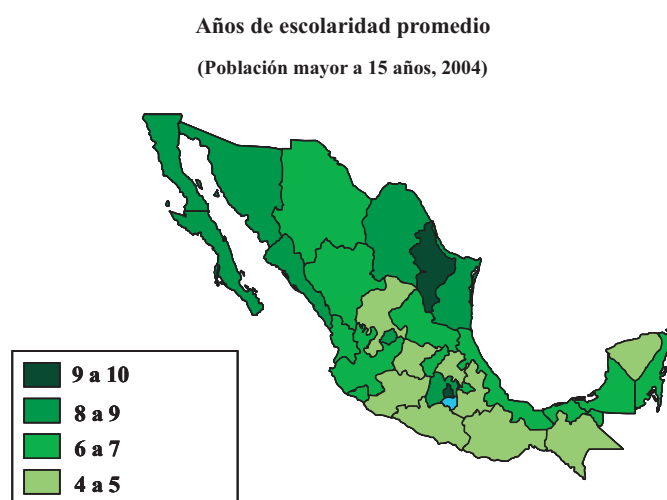 Años de escolaridad promedio
(Población mayor a 15 años, 2004)
9 a 10
8 a 9
6 a 7
4 a 5